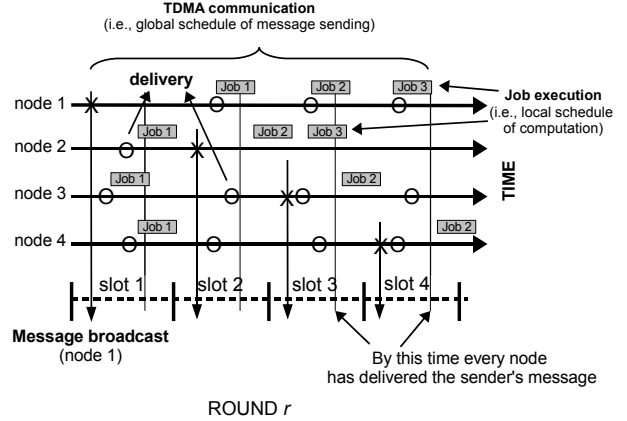 TDMA communication
(i.e., global schedule of message sending)
delivery
Job 1
Job 2
Job 3
Job execution
(i.e., local schedule
of computation)
node 1
X
O
O
O
Job 1
Job 2
Job 3
node 2
O
X
Job 1
Job 2
node 3
O
O
X
O
O
TIME
Job 1
Job 2
node 4
O
O
O
X
O
slot 1
slot 2
slot 3
slot 4
Message broadcast
(node 1)
By this time every node
has delivered the sender's message
ROUND r